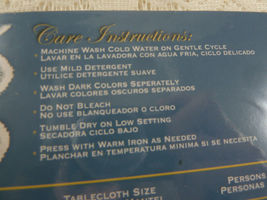 Care Instructions:
· Machine Wash Cold Water on Gentle Cycle
Lavar en la lavadora con agua fria, ciclo delicado
· Use Mild Detergent
Utilice detergente suave
· Wash Dark Colors Seperately
Lavar colores oscuros separados
· Do Not Bleach
No use blanqueador o cloro
· Tumble Dry on Low Setting
Secadora ciclo bajo
· Press with Warm Iron as Needed
Planchar en temperatura minima si se necesita
Tablecloth Size
Persons
Personas